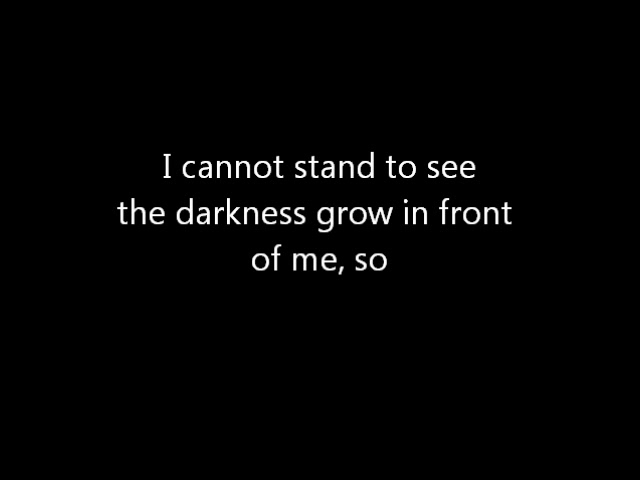 I cannot stand to see
the darkness grow in front
of me, so